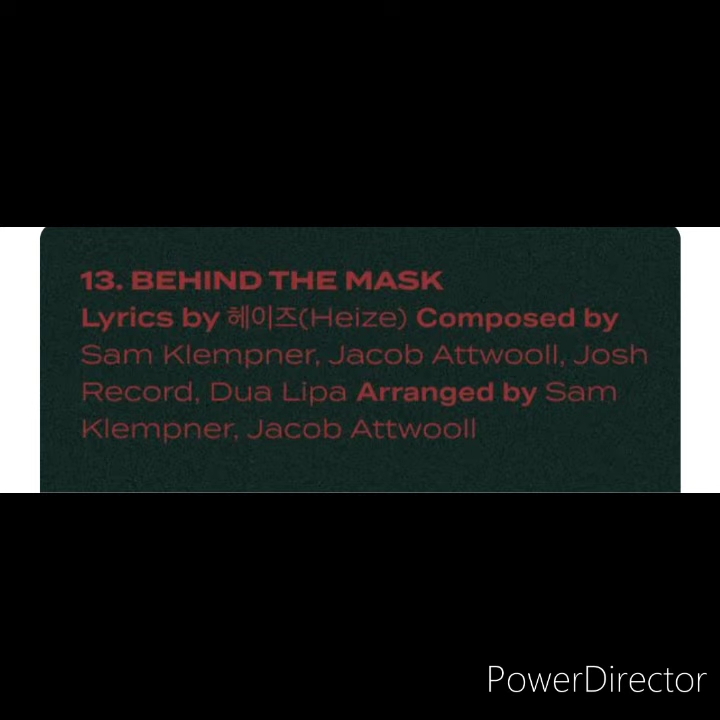 13. BEHIND THE MASK
Lyrics by 헤이즈(Heize) Composed by
Sam Klempner, Jacob Attwooll, Josh
Record, Dua Lipa Arranged by Sam
Klempner, Jacob Attwooll
PowerDirector